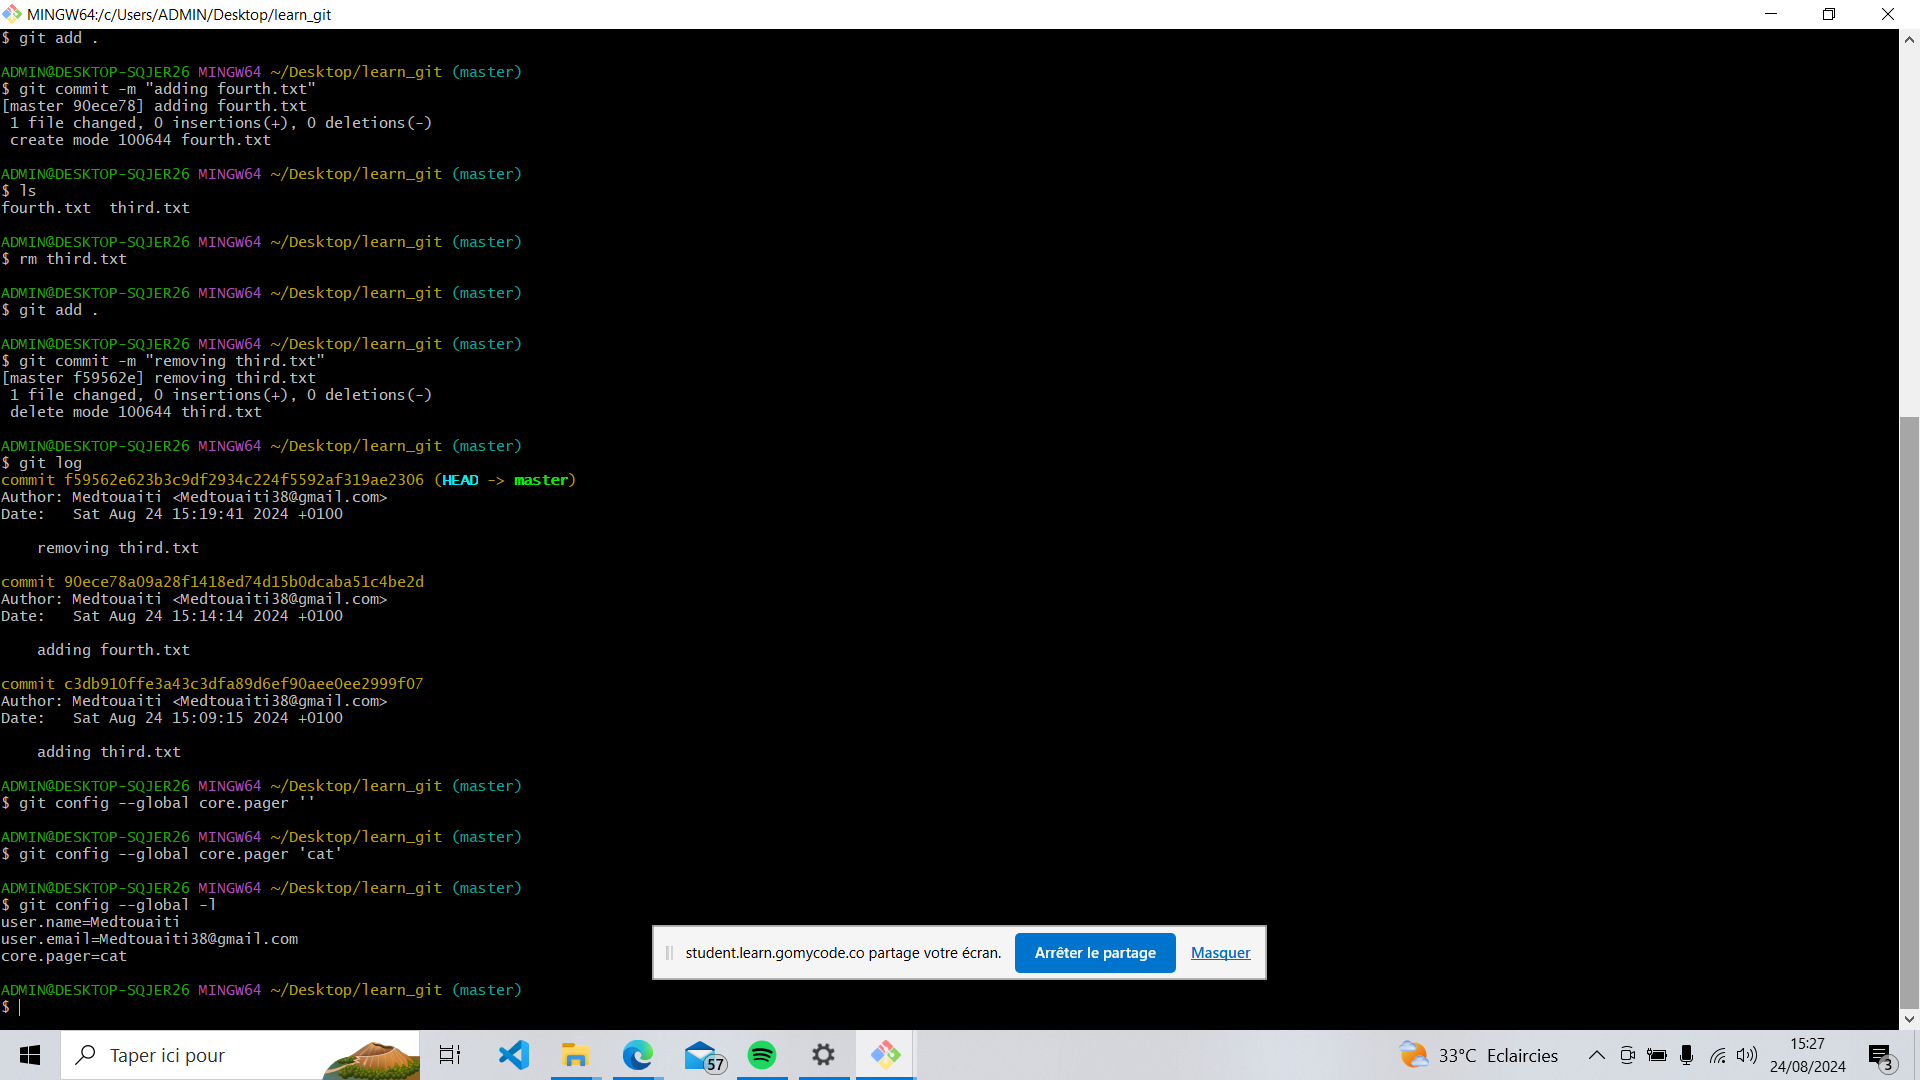 MINGW64:/c/Users/ADMIN/Desktop/learn_git
$ git add .
ADMIN@DESKTOP-SQJER26 MINGW64 ~/Desktop/learn_git (master)
$ git commit -m "adding fourth.txt"
[master 90ece78] adding fourth.txt
 1 file changed, 0 insertions(+), 0 deletions(-)
 create mode 100644 fourth.txt
ADMIN@DESKTOP-SQJER26 MINGW64 ~/Desktop/learn_git (master)
$ ls
fourth.txt  third.txt
ADMIN@DESKTOP-SQJER26 MINGW64 ~/Desktop/learn_git (master)
$ rm third.txt
ADMIN@DESKTOP-SQJER26 MINGW64 ~/Desktop/learn_git (master)
$ git add .
ADMIN@DESKTOP-SQJER26 MINGW64 ~/Desktop/learn_git (master)
$ git commit -m "removing third.txt"
[master f59562e] removing third.txt
 1 file changed, 0 insertions(+), 0 deletions(-)
 delete mode 100644 third.txt
ADMIN@DESKTOP-SQJER26 MINGW64 ~/Desktop/learn_git (master)
$ git log
commit f59562e623b3c9df2934c224f5592af319ae2306 (HEAD -> master)
Author: Medtouaiti <Medtouaiti38@gmail.com>
Date:   Sat Aug 24 15:19:41 2024 +0100
    removing third.txt
commit 90ece78a09a28f1418ed74d15b0dcaba51c4be2d
Author: Medtouaiti <Medtouaiti38@gmail.com>
Date:   Sat Aug 24 15:14:14 2024 +0100
    adding fourth.txt
commit c3db910ffe3a43c3dfa89d6ef90aee0ee2999f07
Author: Medtouaiti <Medtouaiti38@gmail.com>
Date:   Sat Aug 24 15:09:15 2024 +0100
    adding third.txt
ADMIN@DESKTOP-SQJER26 MINGW64 ~/Desktop/learn_git (master)
$ git config --global core.pager ''
ADMIN@DESKTOP-SQJER26 MINGW64 ~/Desktop/learn_git (master)
$ git config --global core.pager 'cat'
ADMIN@DESKTOP-SQJER26 MINGW64 ~/Desktop/learn_git (master)
$ git config --global -l
user.name=Medtouaiti
user.email=Medtouaiti38@gmail.com
core.pager=cat
ADMIN@DESKTOP-SQJER26 MINGW64 ~/Desktop/learn_git (master)
$
student.learn.gomycode.co partage votre écran. Arrêter le partage Masquer
Taper ici pour
57
33°C Eclaircies
15:27
24/08/2024
3